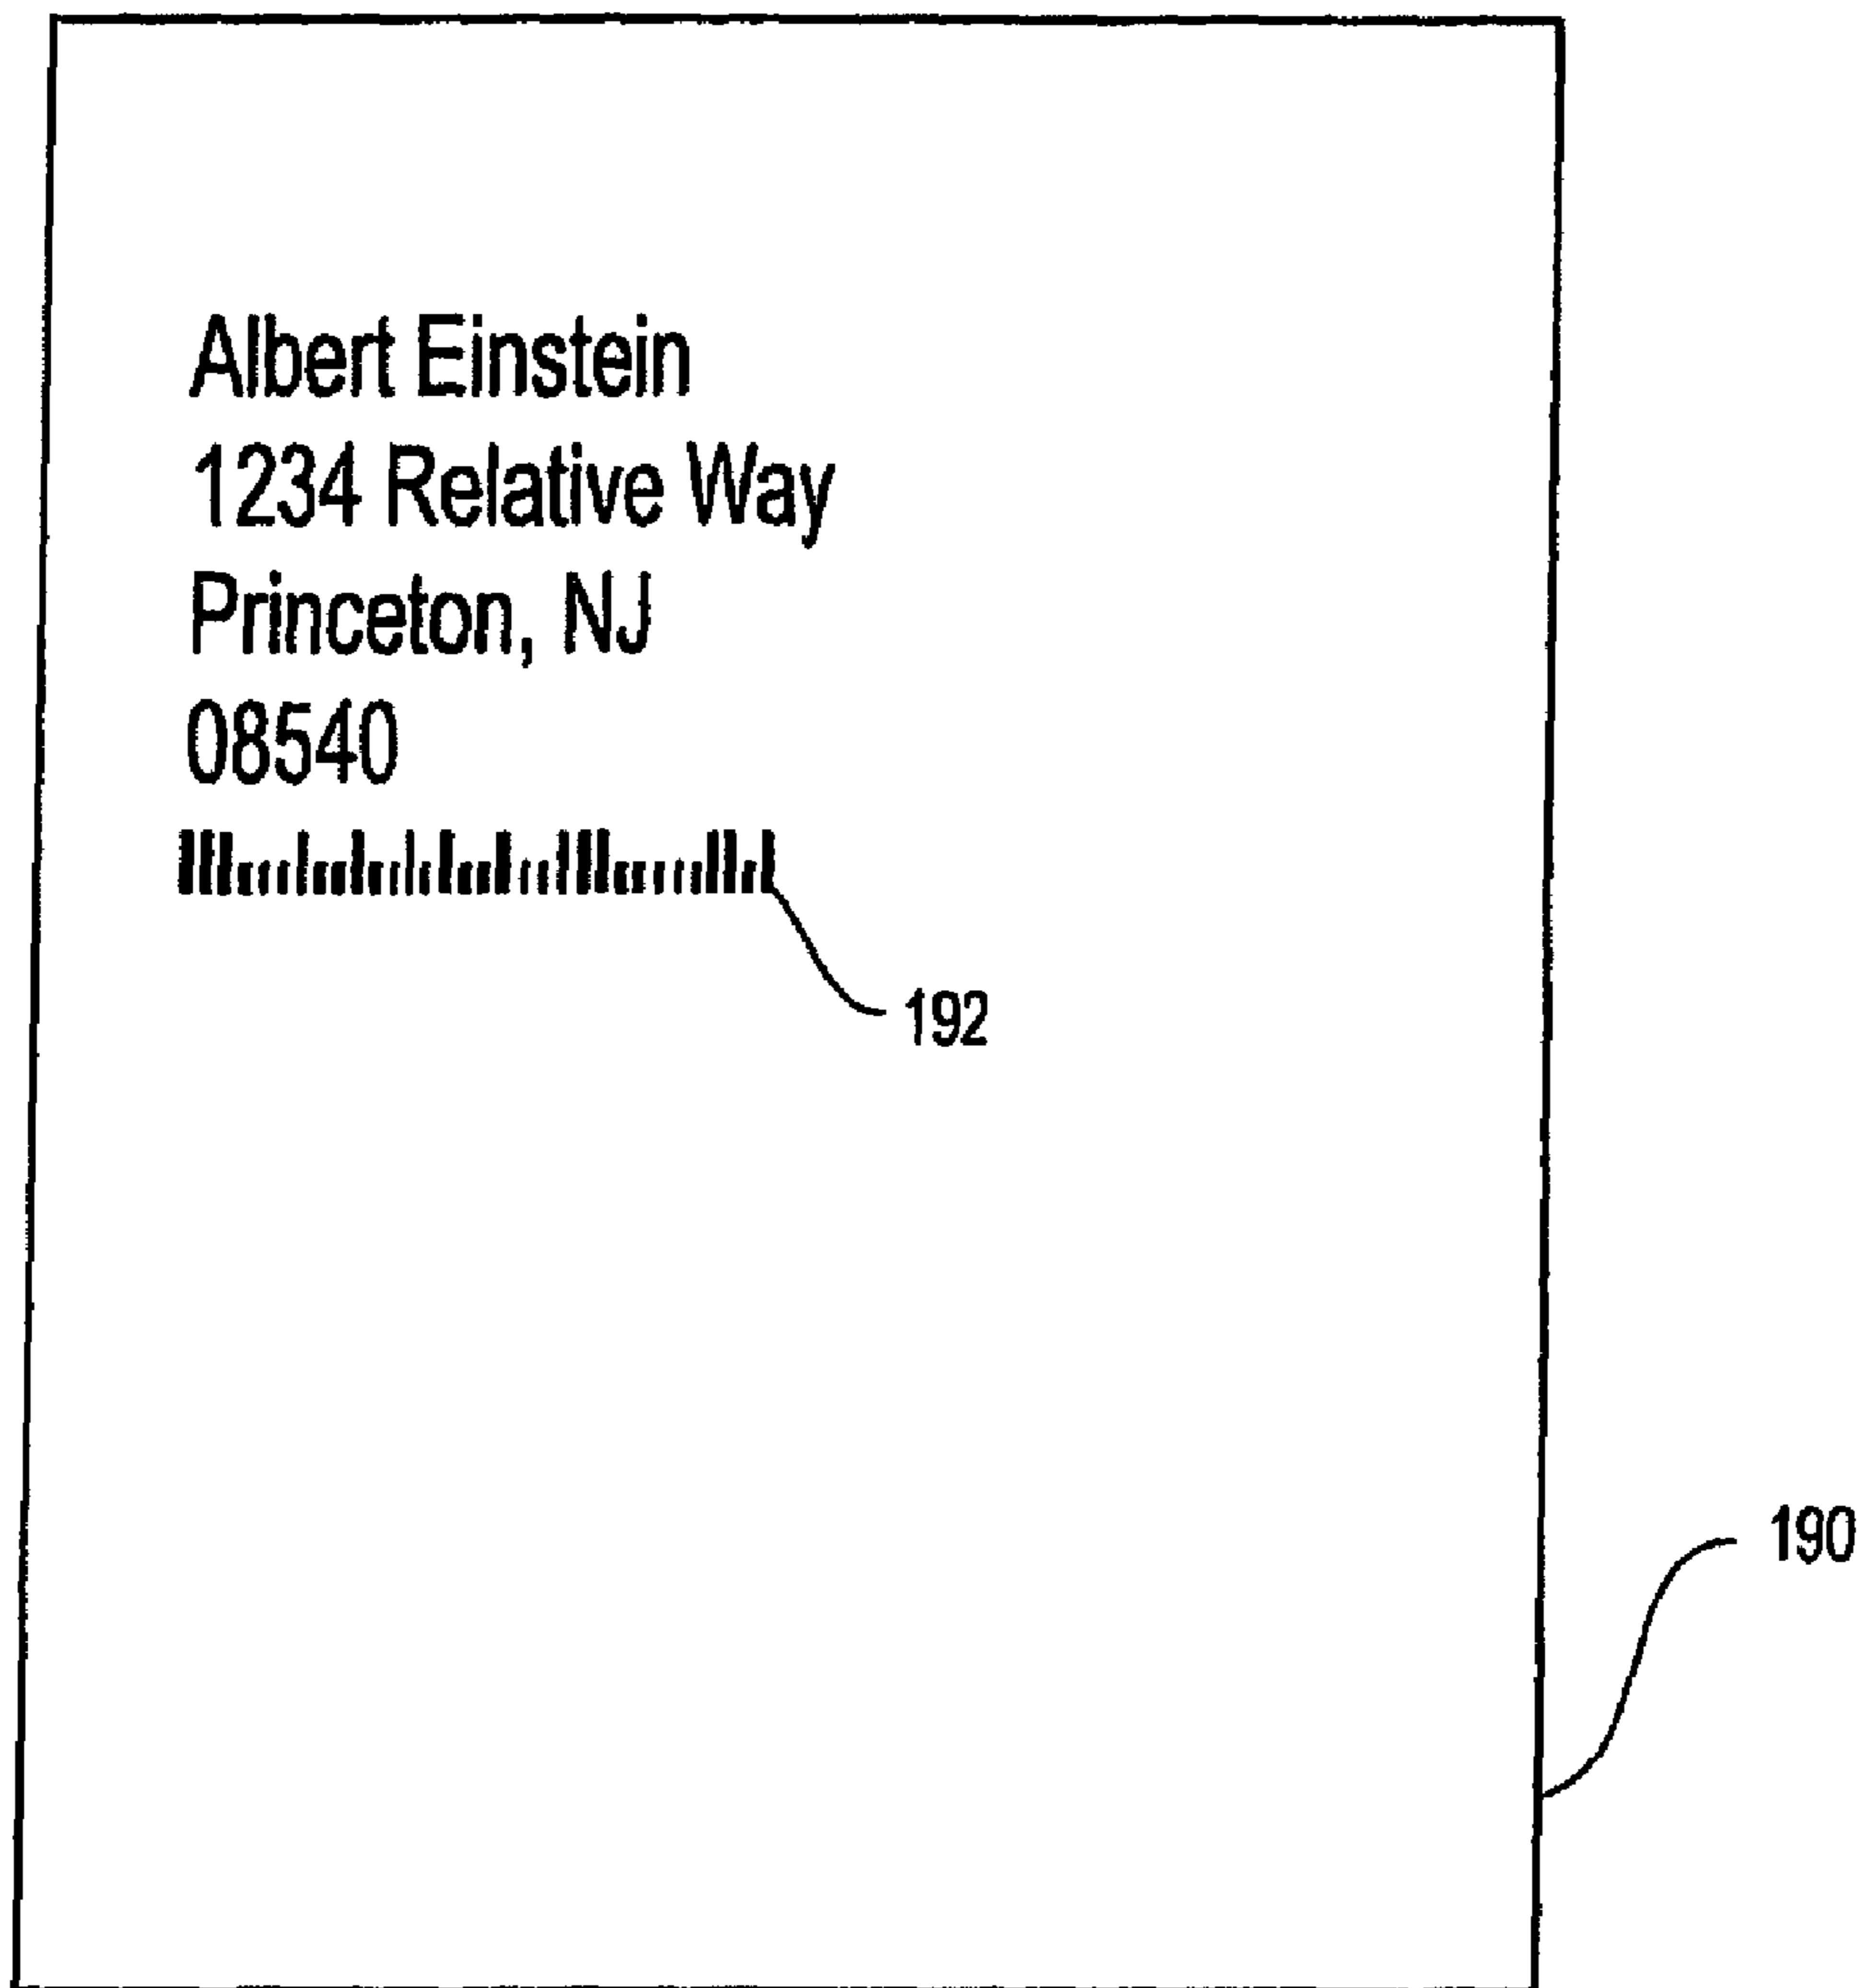 Albert Einstein
1234 Relative Way
Princeton, NJ
08540
192
190